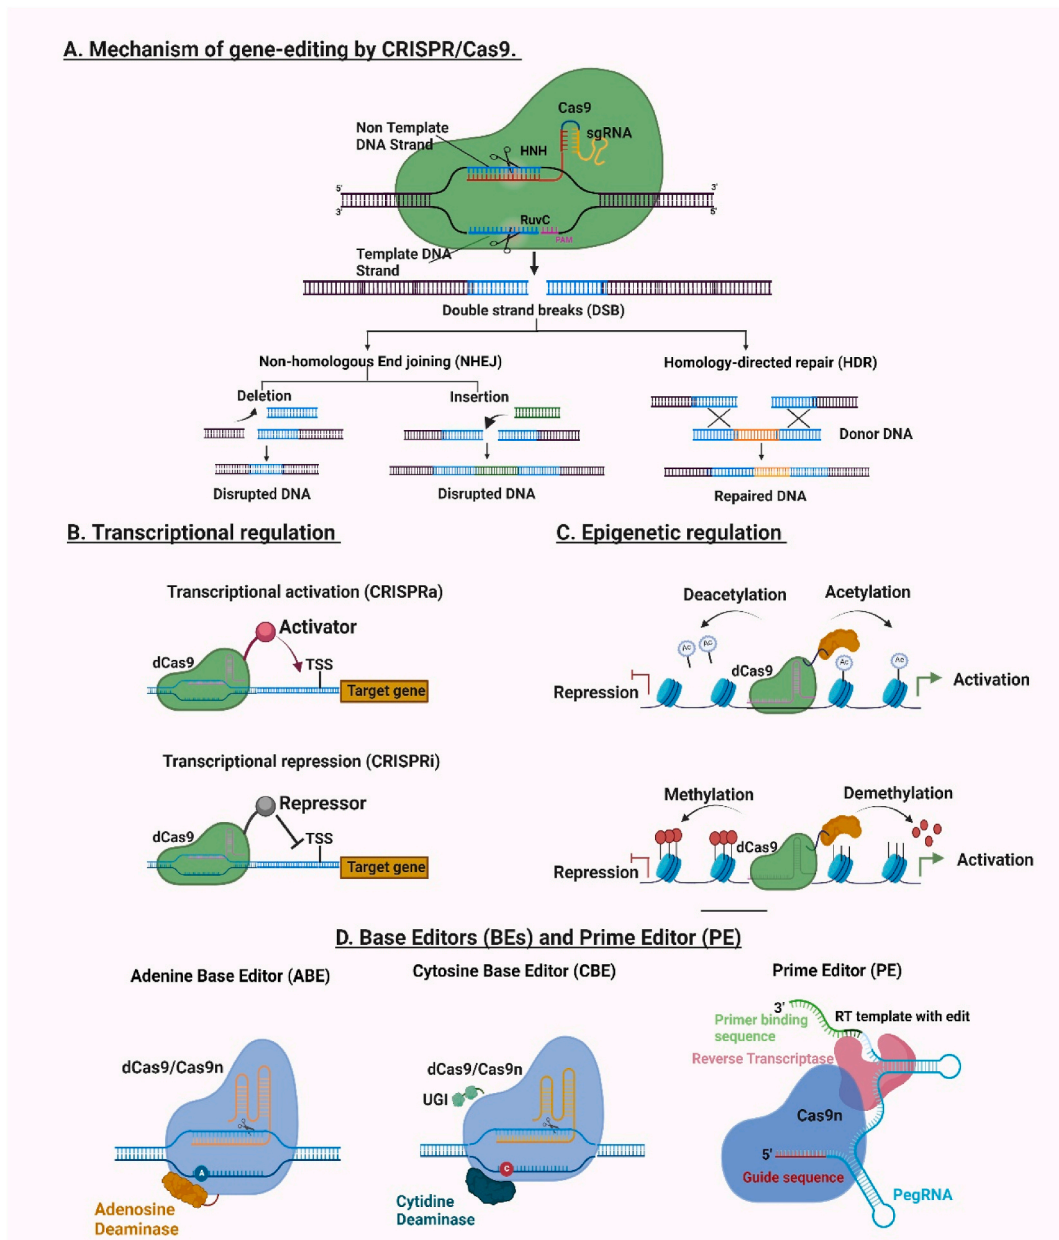 A. Mechanism of gene-editing by CRISPR/Cas9.
Cas9
Non Template
DNA Strand
sgRNA
HNH
5'
3'
3'
5'
RuvC
PAM
Template DNA
Strand
Double strand breaks (DSB)
Non-homologous End joining (NHEJ)
Homology-directed repair (HDR)
Deletion
Insertion
Donor DNA
Disrupted DNA
Disrupted DNA
Repaired DNA
B. Transcriptional regulation
Transcriptional activation (CRISPRa)
Activator
dCas9
TSS
Target gene
Transcriptional repression (CRISPRi)
Repressor
dCas9
TSS
Target gene
C. Epigenetic regulation
Deacetylation
Acetylation
Ac
Ac
Ac
Ac
dCas9
Repression
Activation
Methylation
Demethylation
dCas9
Repression
Activation
D. Base Editors (BEs) and Prime Editor (PE)
Adenine Base Editor (ABE)
dCas9/Cas9n
A
Adenosine
Deaminase
Cytosine Base Editor (CBE)
dCas9/Cas9n
UGI
C
Cytidine
Deaminase
Prime Editor (PE)
3'
Primer binding
sequence
RT template with edit
Reverse Transcriptase
Cas9n
5'
Guide sequence
PegRNA